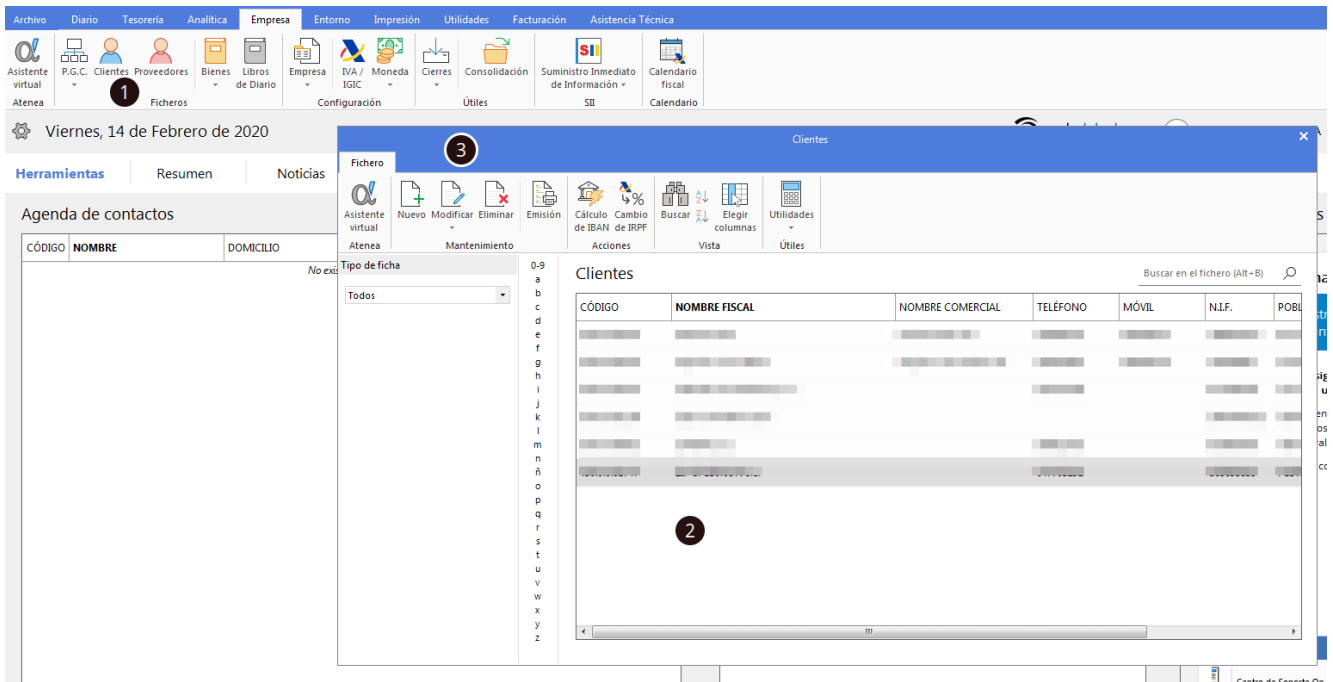 Archivo Diario Tesorería Analítica Empresa Entorno Impresión Utilidades Facturación Asistencia Técnica
Asistente virtual P.G.C. Clientes Proveedores Bienes Libros de Diario Empresa IVA / IGIC Moneda Cierres Consolidación Suministro Inmediato de Información Calendario fiscal
SII
1
Atenea Ficheros Configuración Útiles SII Calendario
Viernes, 14 de Febrero de 2020
Herramientas Resumen Noticias
Agenda de contactos
CÓDIGO NOMBRE DOMICILIO
No
Clientes
3
Fichero
Asistente virtual Nuevo Modificar Eliminar Emisión Cálculo de IBAN Cambio de IRPF Buscar Elegir columnas Utilidades
Atenea Mantenimiento Acciones Vista Útiles
Tipo de ficha
Todos
0-9
a
b
c
d
e
f
g
h
i
j
k
l
m
n
ñ
o
p
q
r
s
t
u
v
w
x
y
z
Clientes Buscar en el fichero (Alt+B)
CÓDIGO NOMBRE FISCAL NOMBRE COMERCIAL TELÉFONO MÓVIL N.I.F. POBL
2